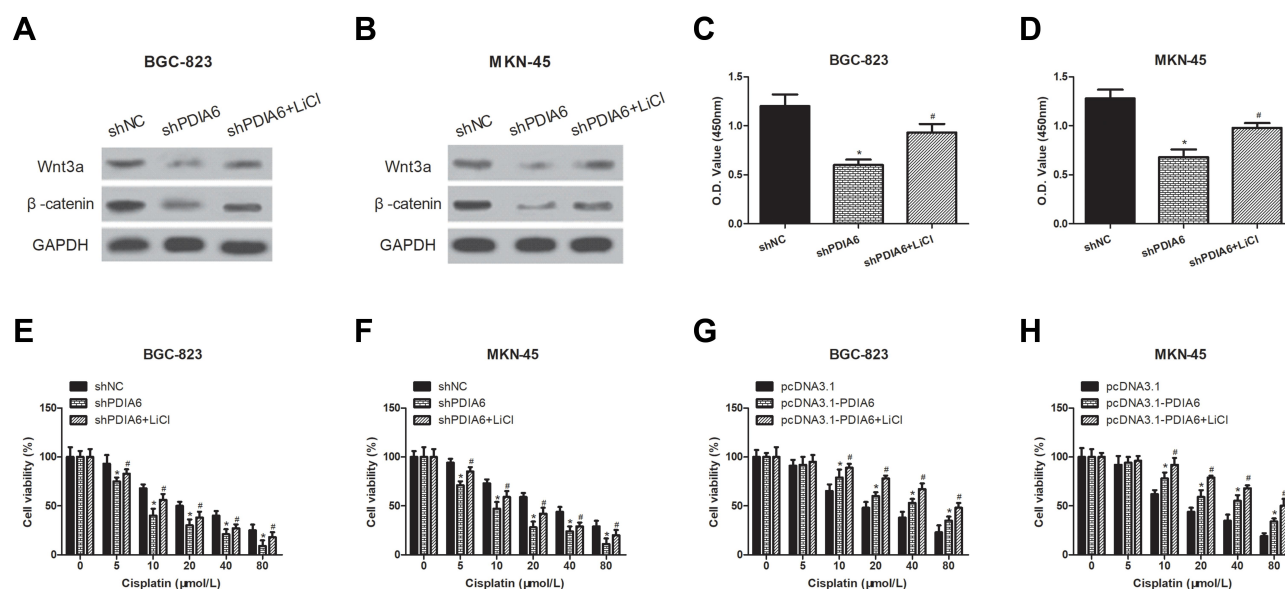 A
BGC-823
shNC
shPDIA6
shPDIA6+LiCl
Wnt3a
β -catenin
GAPDH
B
MKN-45
shNC
shPDIA6
shPDIA6+LiCl
Wnt3a
β -catenin
GAPDH
C
BGC-823
O.D. Value (450nm)
1.5
1.0
0.5
0.0
*
#
shNC
shPDIA6
shPDIA6+LiCl
D
MKN-45
O.D. Value (450nm)
1.5
1.0
0.5
0.0
*
#
shNC
shPDIA6
shPDIA6+LiCl
E
BGC-823
shNC
shPDIA6
shPDIA6+LiCl
Cell viability (%)
150
100
50
0
* # * # * # * # * #
0 5 10 20 40 80
Cisplatin (μmol/L)
F
MKN-45
shNC
shPDIA6
shPDIA6+LiCl
Cell viability (%)
150
100
50
0
* # * # * # * # * #
0 5 10 20 40 80
Cisplatin (μmol/L)
G
BGC-823
pcDNA3.1
pcDNA3.1-PDIA6
pcDNA3.1-PDIA6+LiCl
Cell viability (%)
150
100
50
0
* # * # * # * #
0 5 10 20 40 80
Cisplatin (μmol/L)
H
MKN-45
pcDNA3.1
pcDNA3.1-PDIA6
pcDNA3.1-PDIA6+LiCl
Cell viability (%)
150
100
50
0
* # * # * # * #
0 5 10 20 40 80
Cisplatin (μmol/L)